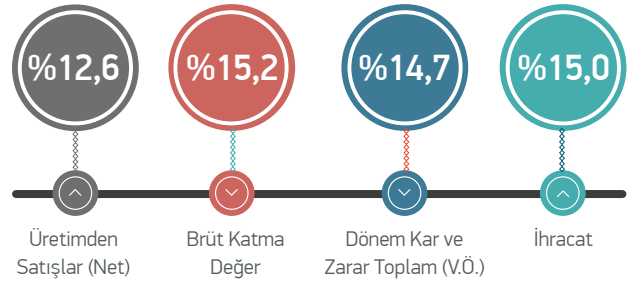 %12,6
%15,2
%14,7
%15,0
Üretimden
Satışlar (Net)
Brüt Katma
Değer
Dönem Kar ve
Zarar Toplam (V.Ö.)
İhracat